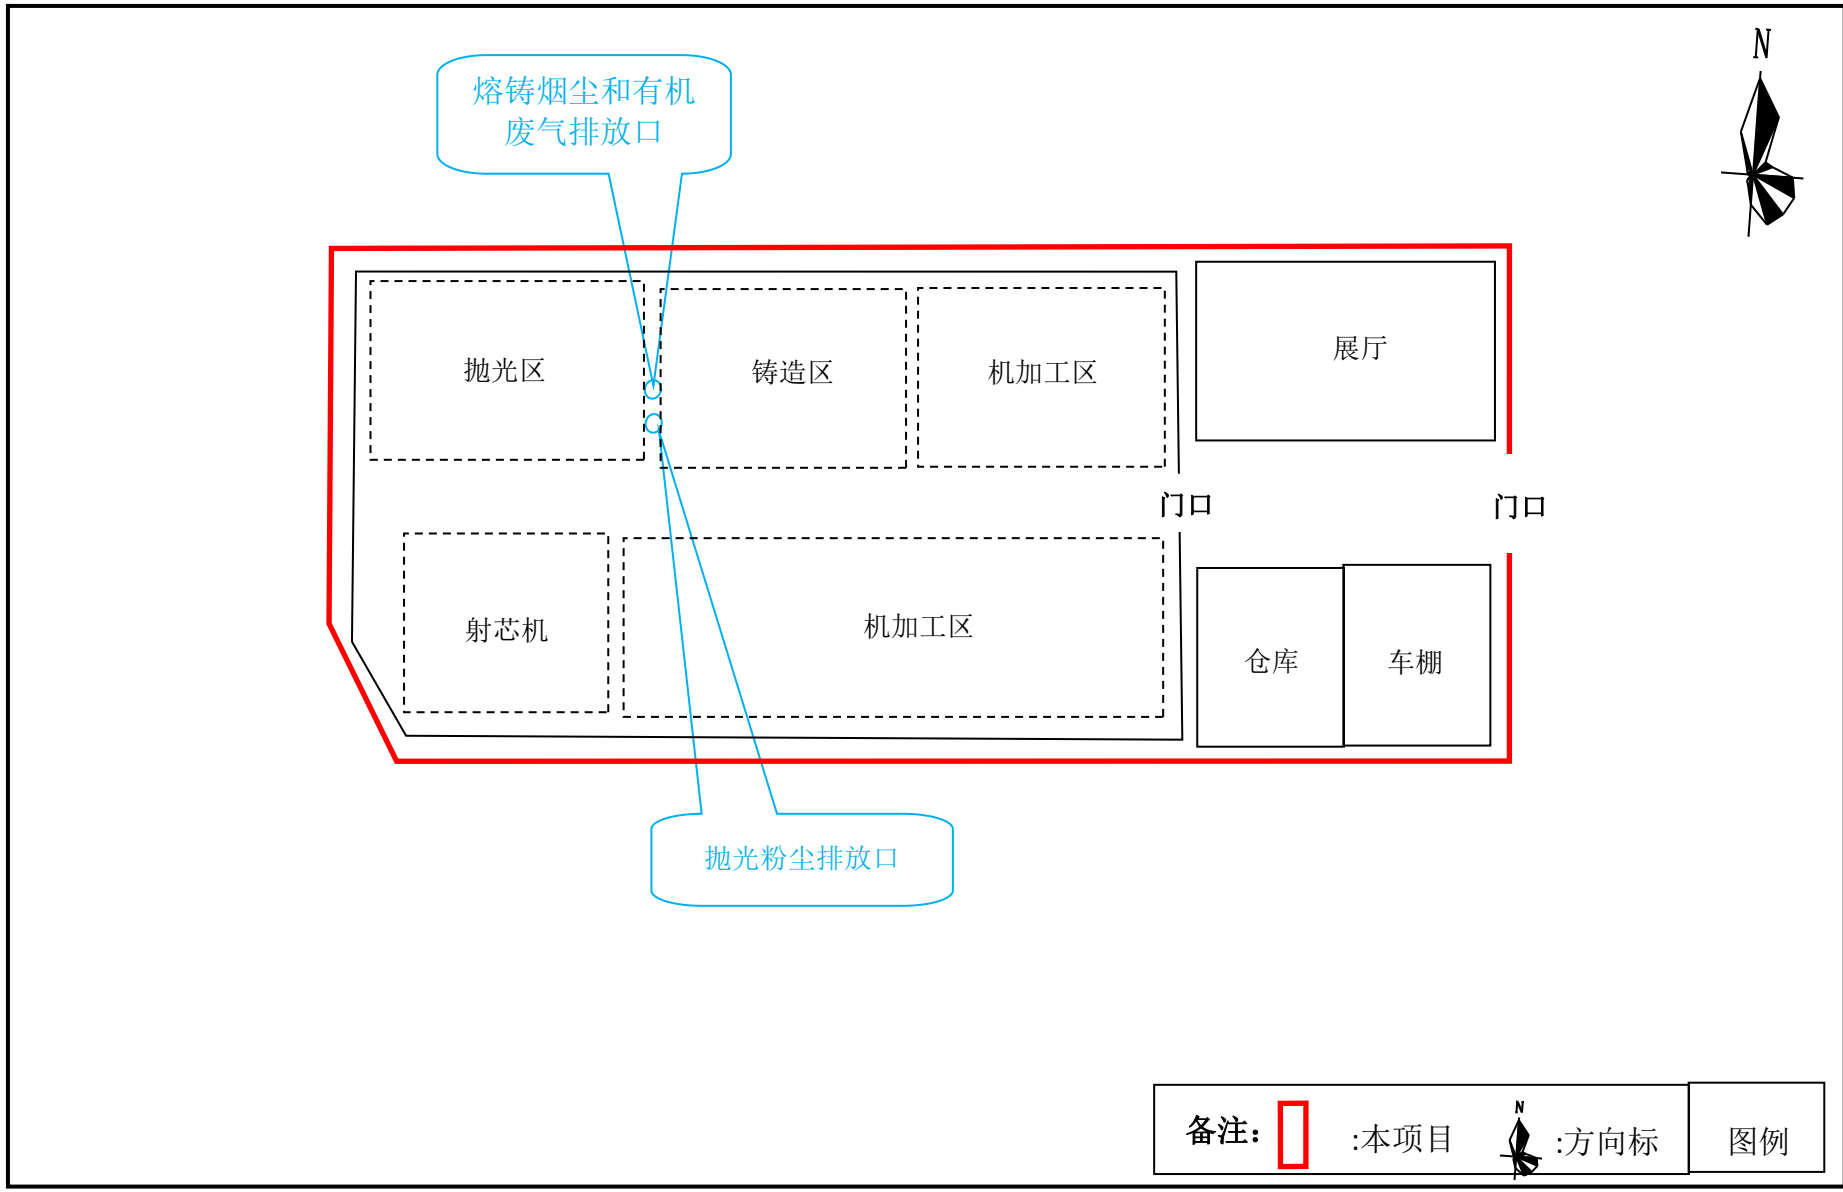 N
熔铸烟尘和有机
废气排放口
抛光区
铸造区
机加工区
展厅
门口
门口
射芯机
机加工区
仓库
车棚
抛光粉尘排放口
备注：
:本项目
N
:方向标
图例